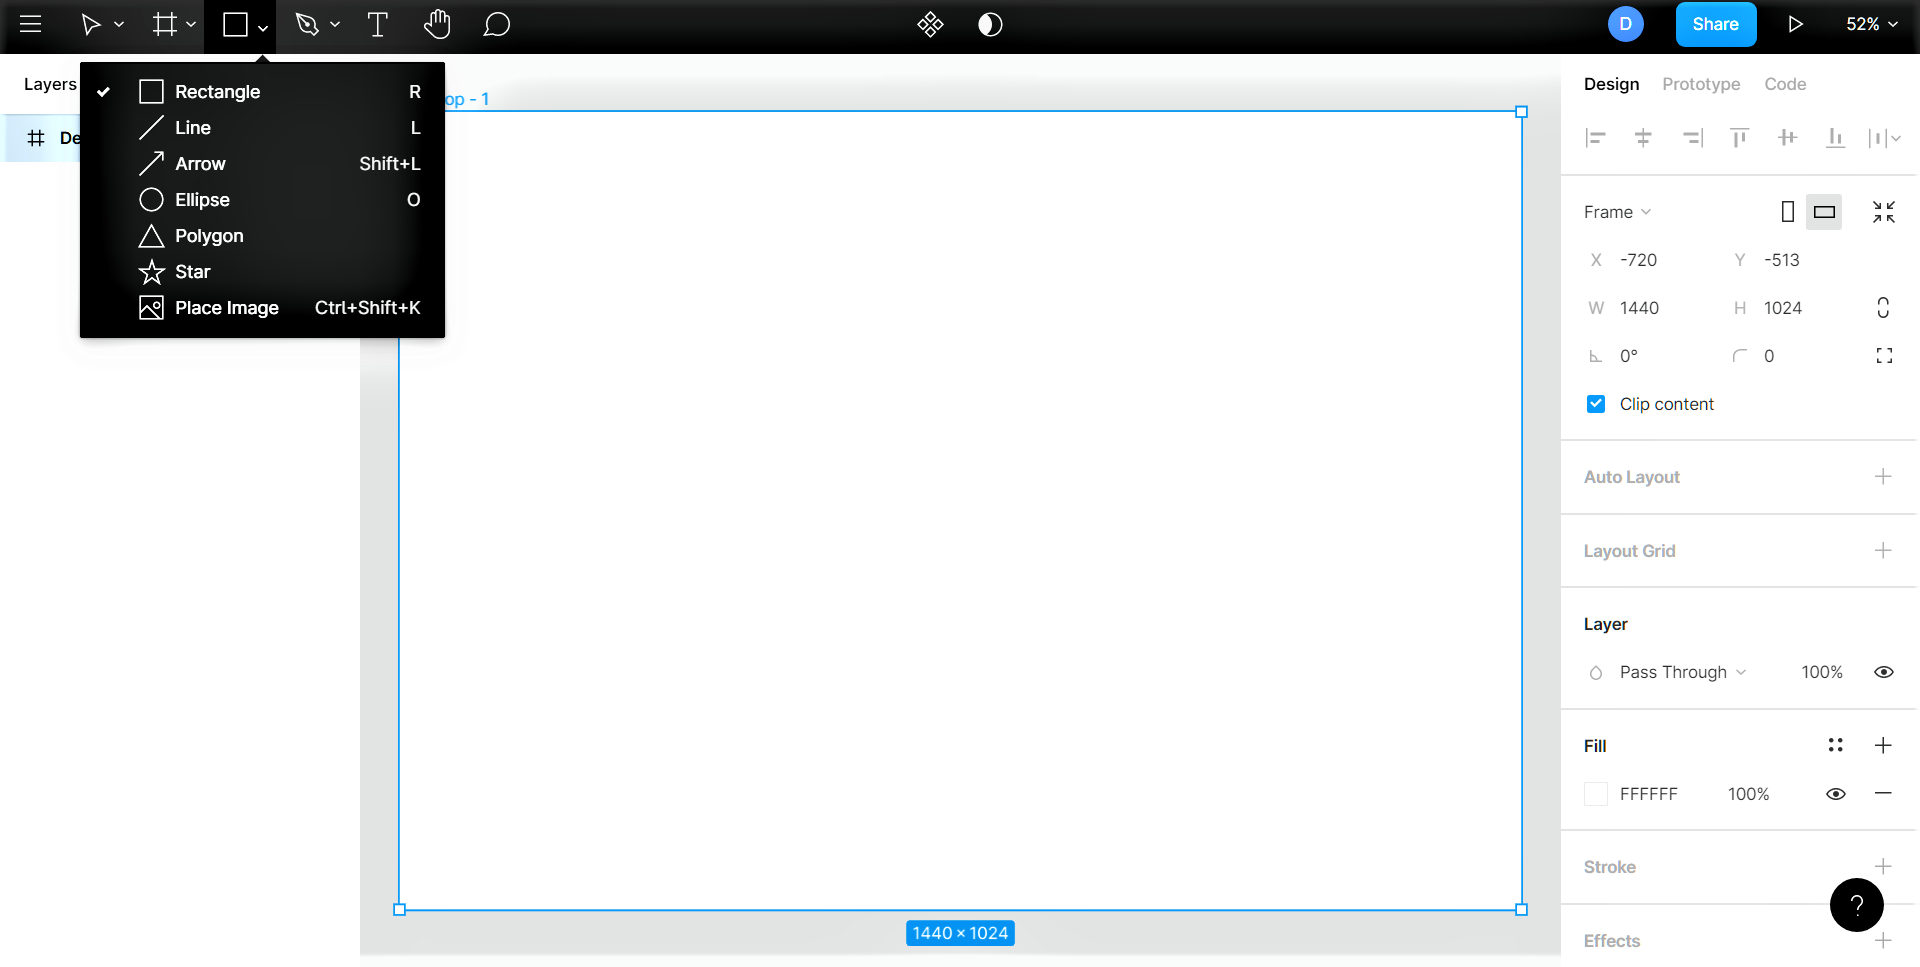 D
Share
52%
Layers
Rectangle R
Line L
Arrow Shift+L
Ellipse O
Polygon
Star
Place Image Ctrl+Shift+K
De
op - 1
1440 × 1024
Design Prototype Code
Frame
X -720 Y -513
W 1440 H 1024
0° 0
Clip content
Auto Layout
Layout Grid
Layer
Pass Through 100%
Fill
FFFFFF 100%
Stroke
?
Effects